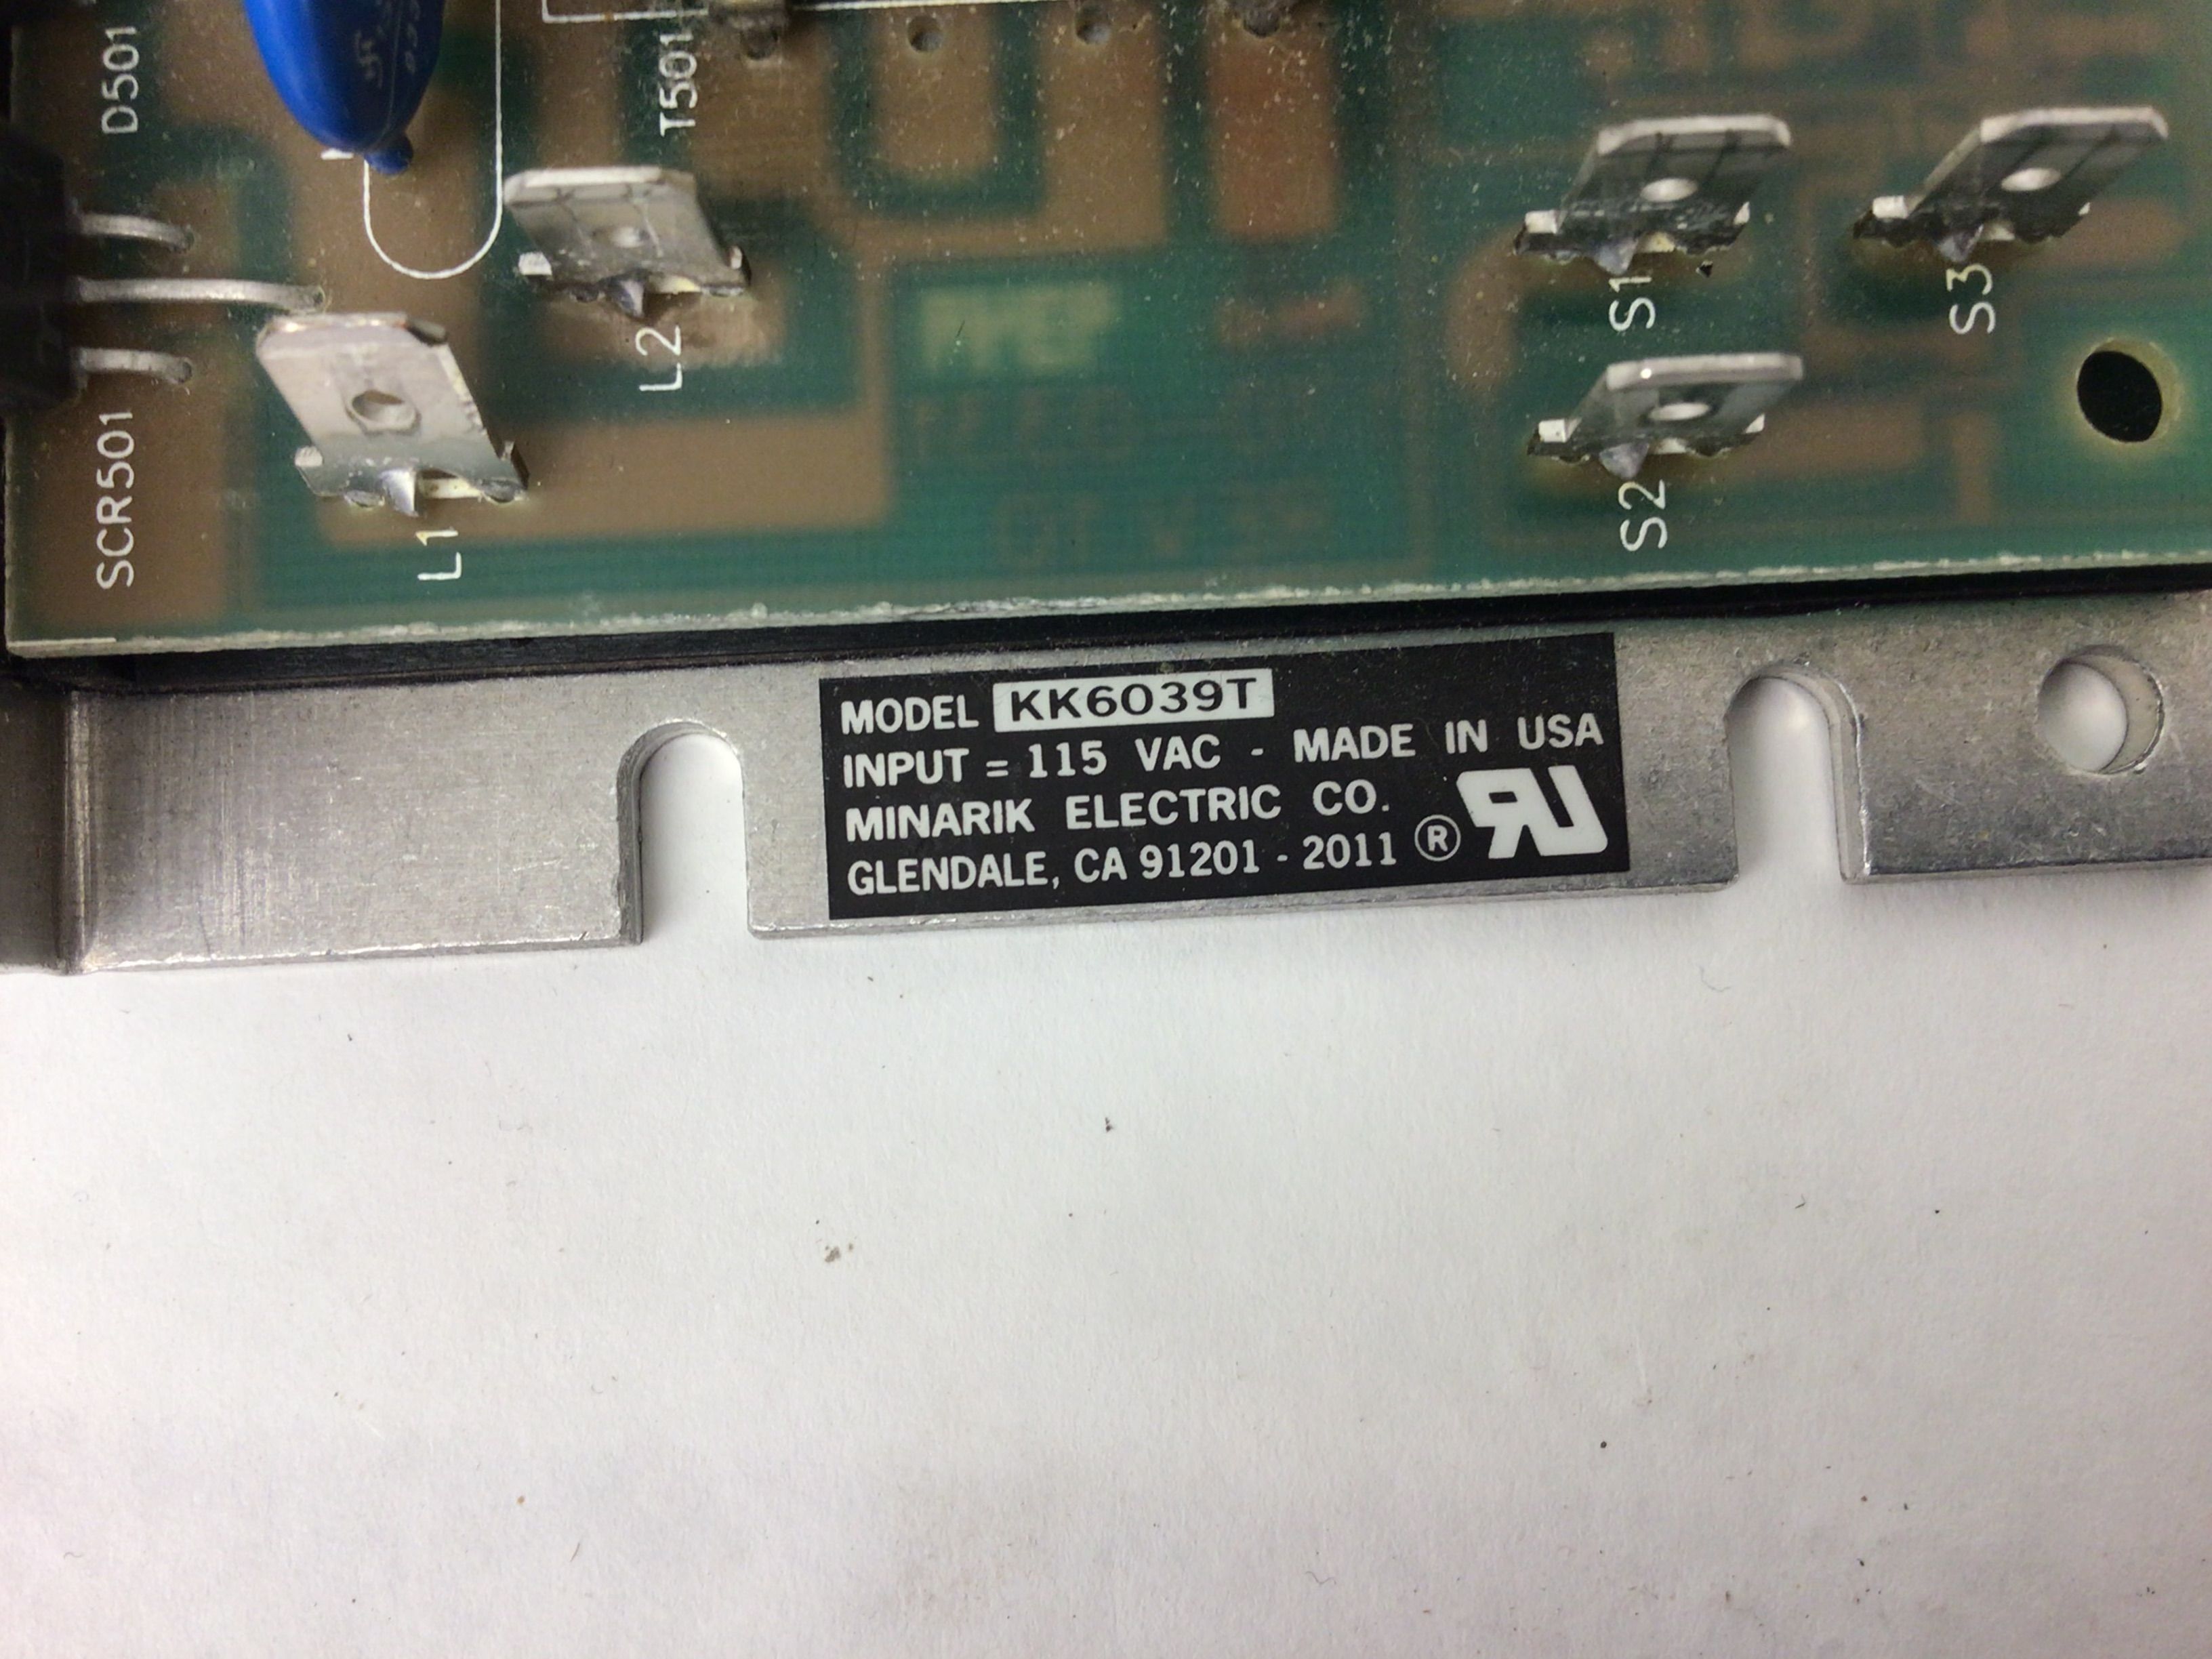 D501
T501
L2
S1
S3
SCR501
L1
S2
MODEL KK6039T
INPUT = 115 VAC - MADE IN USA
MINARIK ELECTRIC CO.
GLENDALE, CA 91201 - 2011 ®